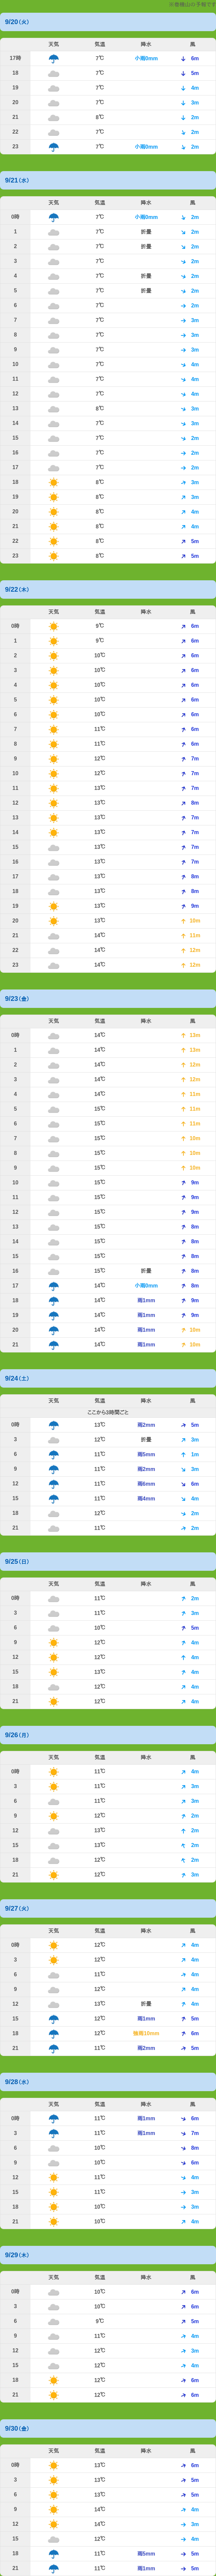 ※板橋山の予報です
9/20(火)
天気 気温 降水 風
17時 7℃ 小雨0mm 6m
18 7℃ 5m
19 7℃ 4m
20 7℃ 3m
21 8℃ 2m
22 7℃ 2m
23 7℃ 小雨0mm 2m
9/21(水)
天気 気温 降水 風
0時 7℃ 小雨0mm 2m
1 7℃ 折畳 2m
2 7℃ 折畳 2m
3 7℃ 2m
4 7℃ 折畳 2m
5 7℃ 折畳 2m
6 7℃ 2m
7 7℃ 3m
8 7℃ 3m
9 7℃ 3m
10 7℃ 4m
11 7℃ 4m
12 7℃ 4m
13 8℃ 3m
14 7℃ 3m
15 7℃ 2m
16 7℃ 2m
17 7℃ 2m
18 8℃ 3m
19 8℃ 3m
20 8℃ 4m
21 8℃ 4m
22 8℃ 5m
23 8℃ 5m
9/22(木)
天気 気温 降水 風
0時 9℃ 6m
1 9℃ 6m
2 10℃ 6m
3 10℃ 6m
4 10℃ 6m
5 10℃ 6m
6 10℃ 6m
7 11℃ 6m
8 11℃ 6m
9 12℃ 7m
10 12℃ 7m
11 13℃ 7m
12 13℃ 8m
13 13℃ 7m
14 13℃ 7m
15 13℃ 7m
16 13℃ 7m
17 13℃ 8m
18 13℃ 8m
19 13℃ 9m
20 13℃ 10m
21 14℃ 11m
22 14℃ 12m
23 14℃ 12m
9/23(金)
天気 気温 降水 風
0時 14℃ 13m
1 14℃ 13m
2 14℃ 12m
3 14℃ 12m
4 14℃ 11m
5 15℃ 11m
6 15℃ 11m
7 15℃ 10m
8 15℃ 10m
9 15℃ 10m
10 15℃ 9m
11 15℃ 9m
12 15℃ 9m
13 15℃ 8m
14 15℃ 8m
15 15℃ 8m
16 15℃ 折畳 8m
17 14℃ 小雨0mm 8m
18 14℃ 雨1mm 9m
19 14℃ 雨1mm 9m
20 14℃ 雨1mm 10m
21 14℃ 雨1mm 10m
9/24(土)
天気 気温 降水 風
ここから3時間ごと
0時 13℃ 雨2mm 5m
3 12℃ 折畳 3m
6 11℃ 雨5mm 1m
9 11℃ 雨2mm 3m
12 11℃ 雨6mm 6m
15 11℃ 雨4mm 4m
18 12℃ 2m
21 11℃ 2m
9/25(日)
天気 気温 降水 風
0時 11℃ 2m
3 11℃ 3m
6 10℃ 5m
9 12℃ 4m
12 12℃ 4m
15 13℃ 4m
18 12℃ 4m
21 12℃ 4m
9/26(月)
天気 気温 降水 風
0時 11℃ 4m
3 11℃ 3m
6 11℃ 3m
9 12℃ 2m
12 13℃ 2m
15 13℃ 2m
18 12℃ 2m
21 12℃ 3m
9/27(火)
天気 気温 降水 風
0時 12℃ 4m
3 12℃ 4m
6 11℃ 4m
9 12℃ 4m
12 13℃ 折畳 4m
15 12℃ 雨1mm 5m
18 12℃ 強雨10mm 6m
21 11℃ 雨2mm 5m
9/28(水)
天気 気温 降水 風
0時 11℃ 雨1mm 6m
3 11℃ 雨1mm 7m
6 10℃ 8m
9 10℃ 6m
12 11℃ 4m
15 11℃ 3m
18 10℃ 3m
21 10℃ 4m
9/29(木)
天気 気温 降水 風
0時 10℃ 6m
3 10℃ 6m
6 9℃ 5m
9 11℃ 4m
12 12℃ 3m
15 12℃ 4m
18 12℃ 6m
21 12℃ 6m
9/30(金)
天気 気温 降水 風
0時 13℃ 6m
3 13℃ 5m
6 13℃ 5m
9 14℃ 4m
12 14℃ 3m
15 12℃ 4m
18 11℃ 雨5mm 5m
21 11℃ 雨1mm 5m